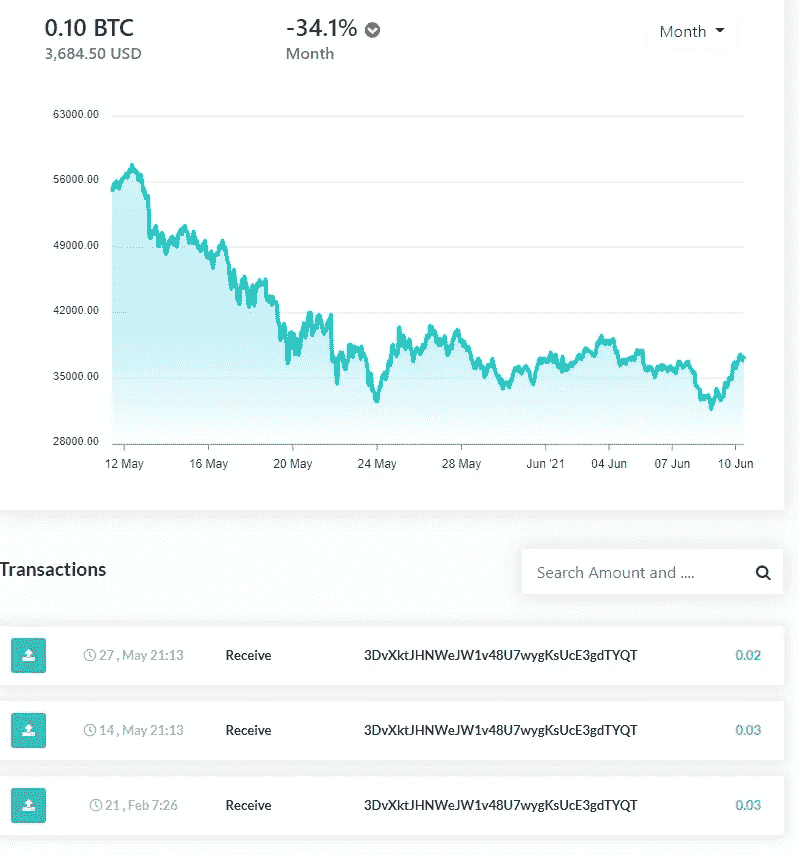 0.10 BTC
-34.1%
Month
3,684.50 USD
Month
63000.00
56000.00
49000.00
42000.00
35000.00
28000.00
12 May 16 May 20 May 24 May 28 May Jun '21 04 Jun 07 Jun 10 Jun
Transactions
Search Amount and ....
27 , May 21:13 Receive 3DvXktJHNWeJW1v48U7wygKsUcE3gdTYQT 0.02
14 , May 21:13 Receive 3DvXktJHNWeJW1v48U7wygKsUcE3gdTYQT 0.03
21 , Feb 7:26 Receive 3DvXktJHNWeJW1v48U7wygKsUcE3gdTYQT 0.03